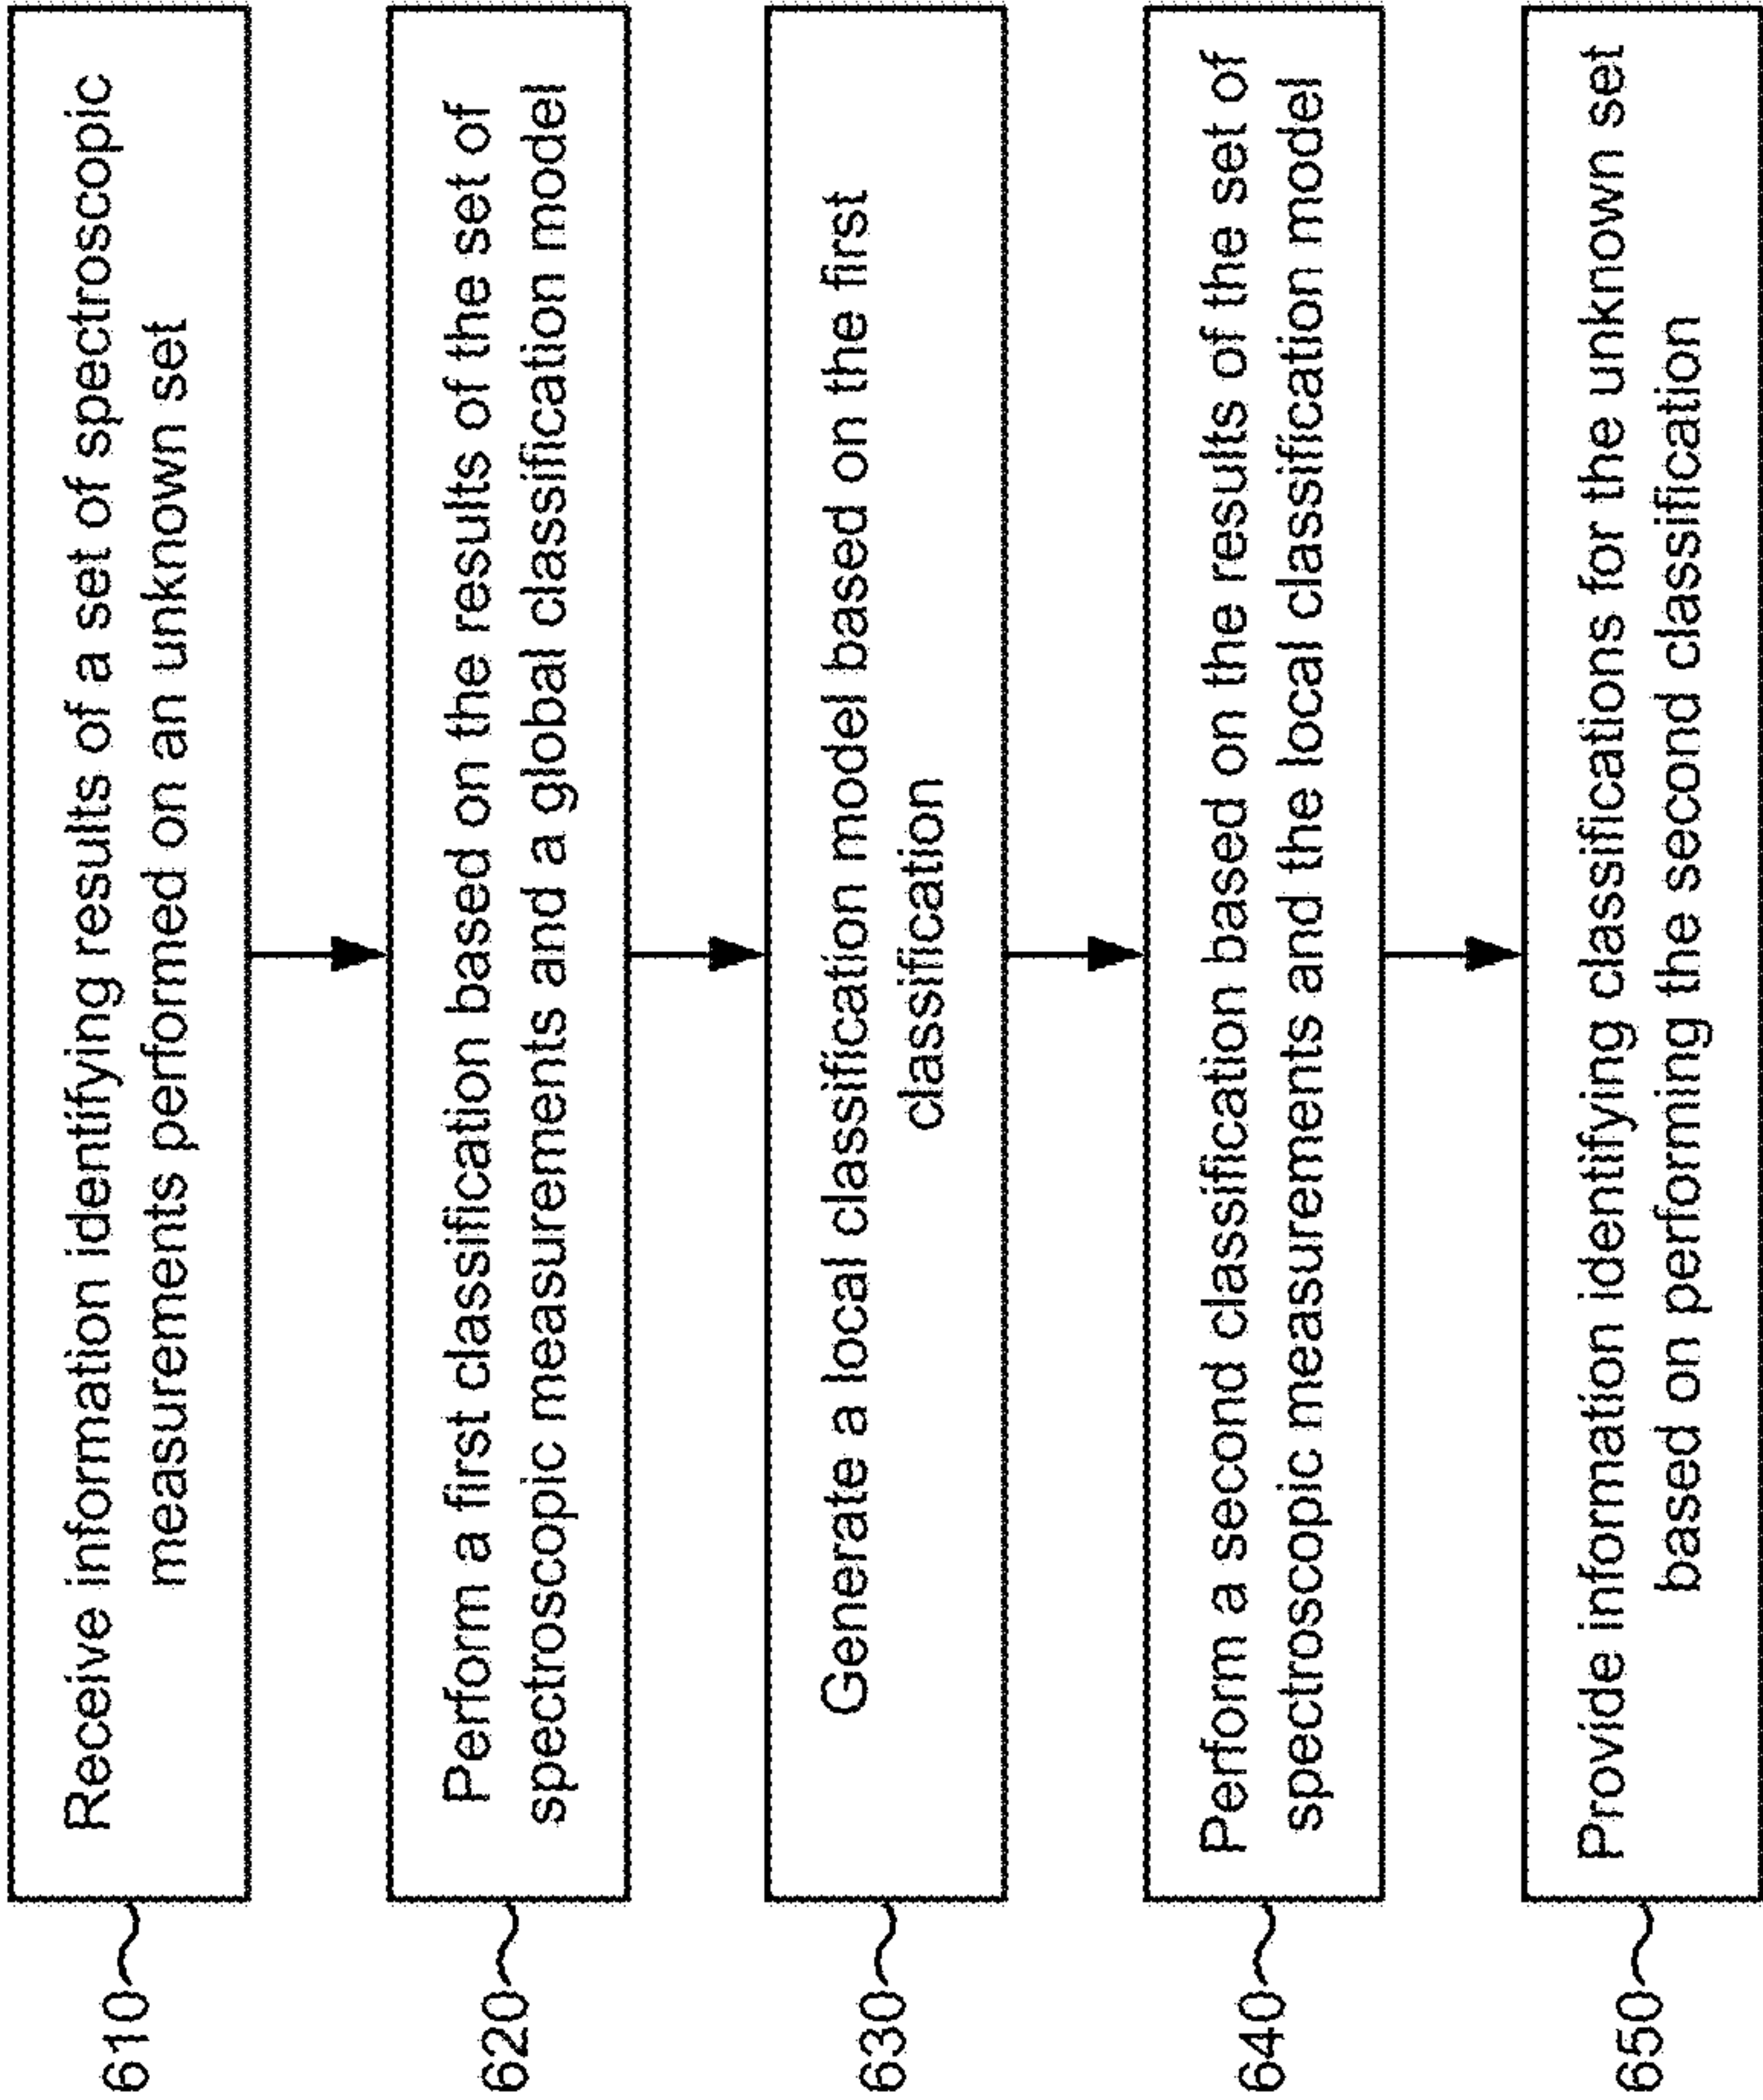 610
Receive information identifying results of a set of spectroscopic
measurements performed on an unknown set
620
Perform a first classification based on the results of the set of
spectroscopic measurements and a global classification model
630
Generate a local classification model based on the first
classification
640
Perform a second classification based on the results of the set of
spectroscopic measurements and the local classification model
650
Provide information identifying classifications for the unknown set
based on performing the second classification